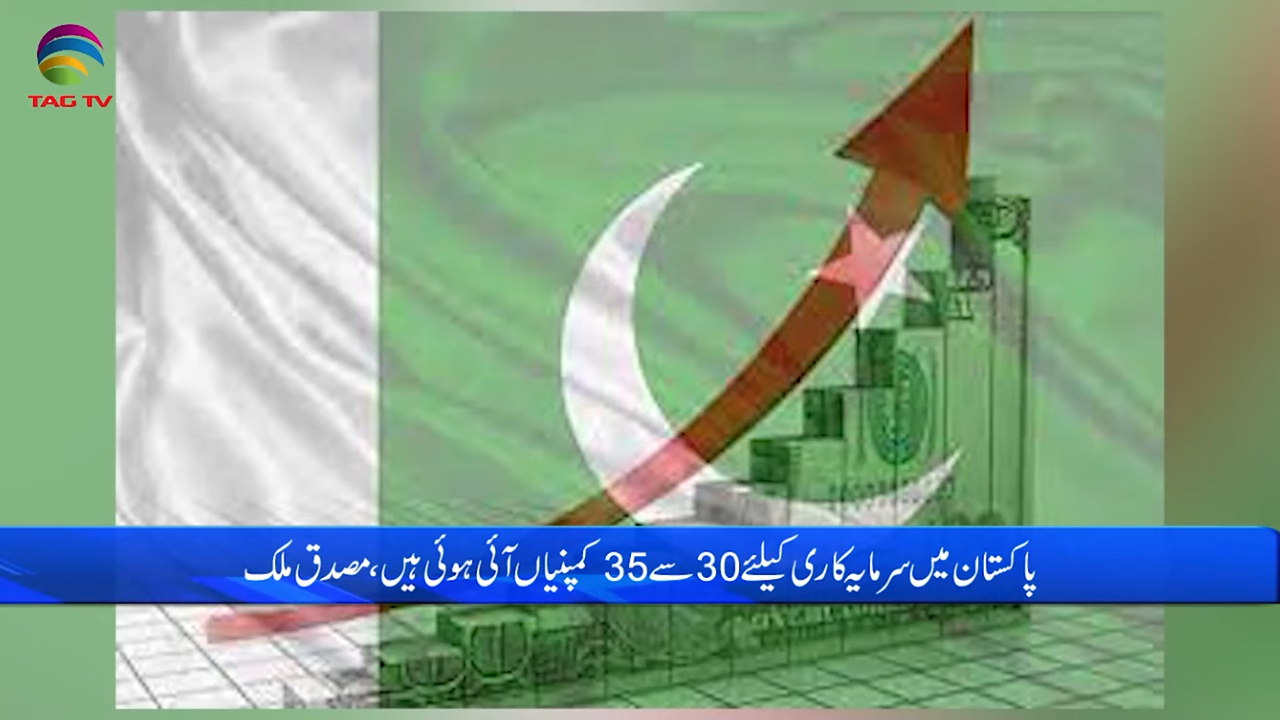 TAG TV
پاکستان میں سرمایہ کاری کیلئے 30 سے 35 کمپنیاں آئی ہوئی ہیں، مصدق ملک